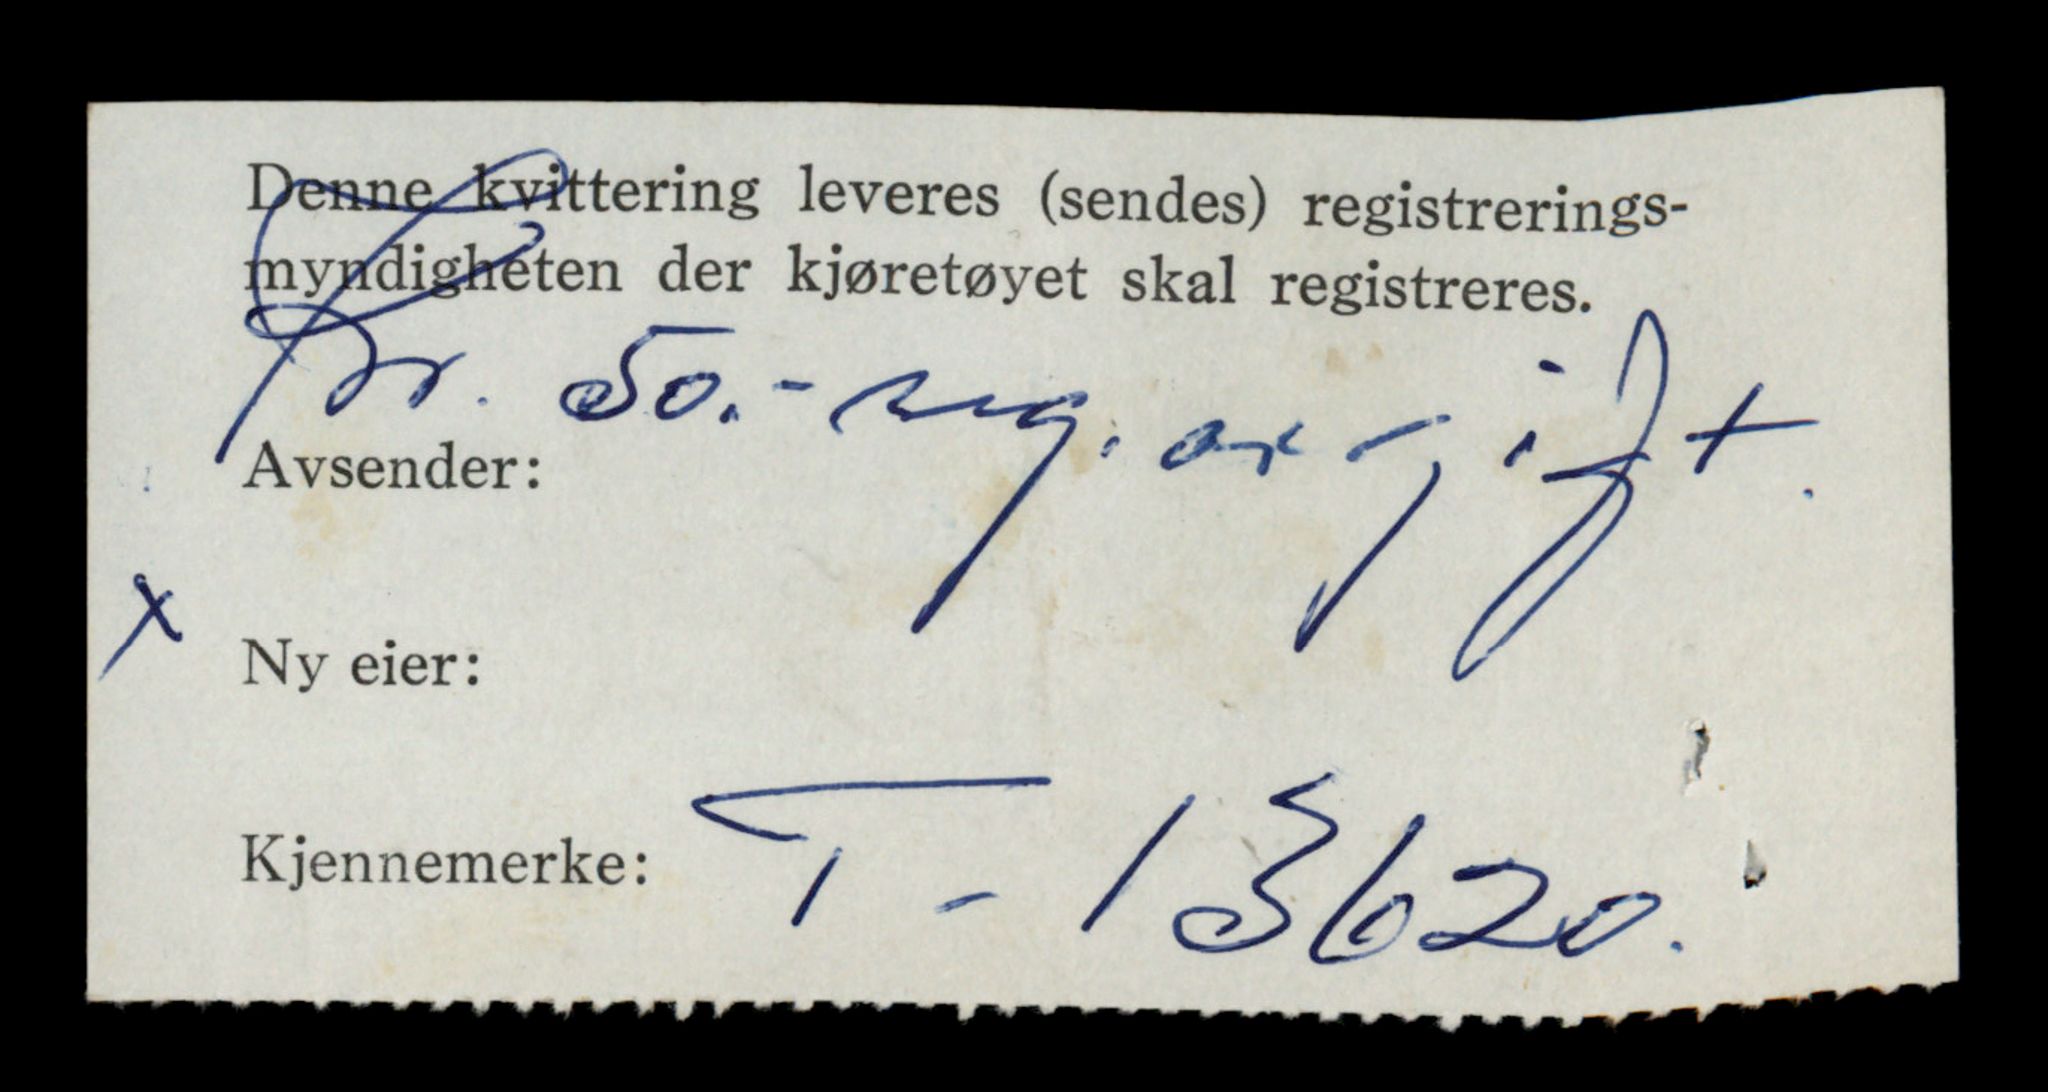 Denne kvittering leveres (sendes) registrerings-
myndigheten der kjøretøyet skal registreres.
Kr. 50.- reg. avgift.
Avsender:
x
Ny eier:
Kjennemerke: T - 13620.